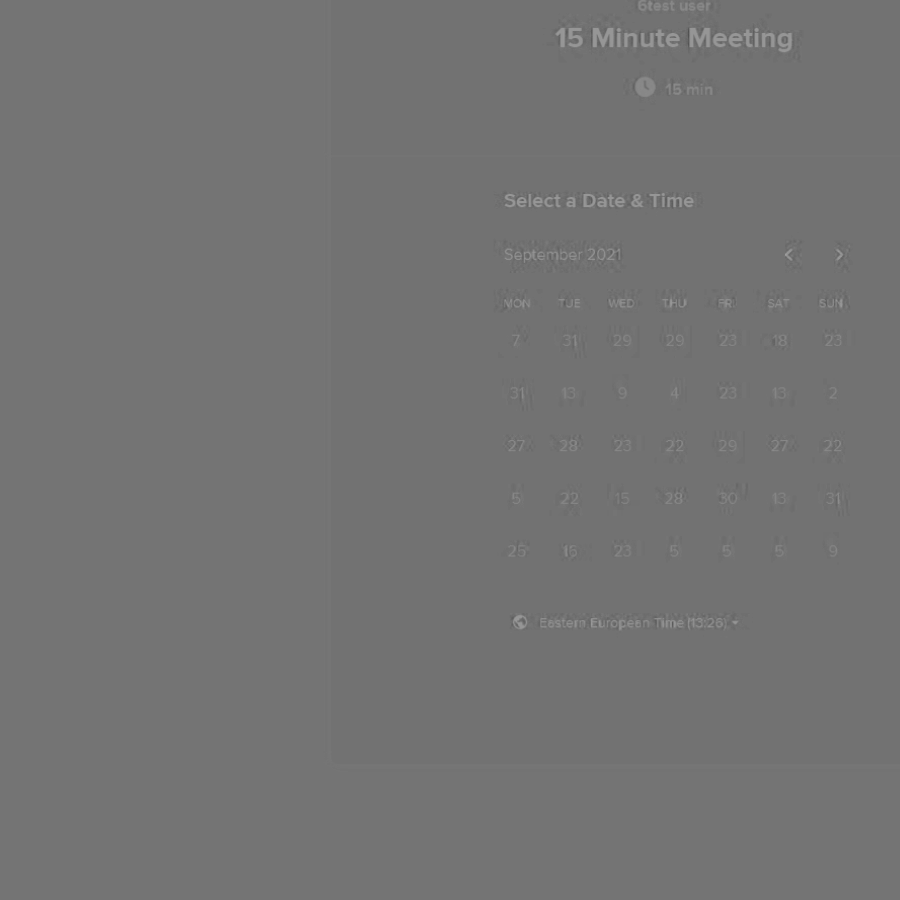 6test user
15 Minute Meeting
15 min
Select a Date & Time
September 2021
MON TUE WED THU FRI SAT SUN
7 31 29 29 23 18 23
31 13 9 4 23 13 2
27 28 23 22 29 27 22
5 22 15 28 30 13 31
25 15 23 5 5 5 9
Eastern European Time (13:26)